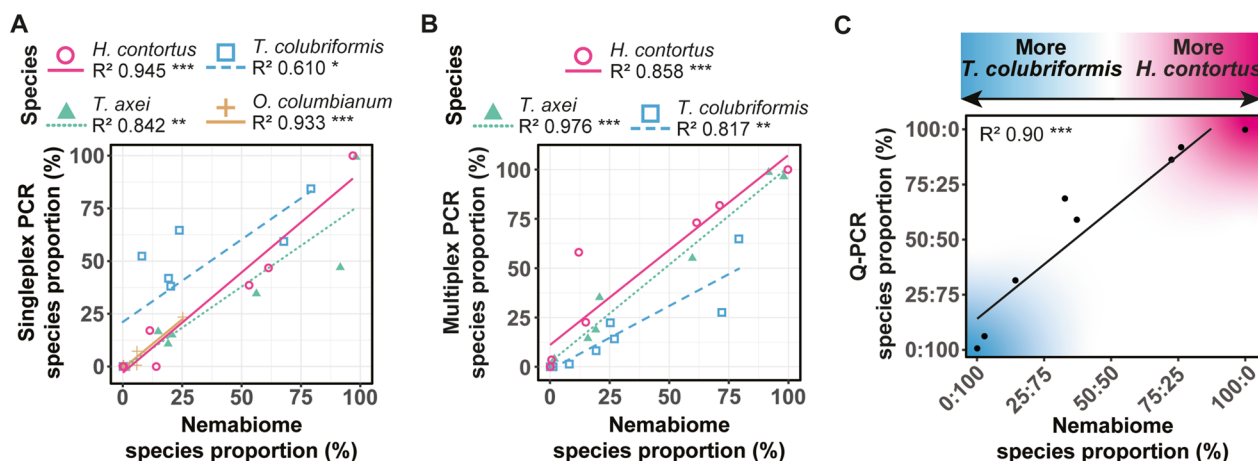 A
Species
H. contortus
R² 0.945 ***
T. colubriformis
R² 0.610 *
T. axei
R² 0.842 **
O. columbianum
R² 0.933 ***
Singleplex PCR
species proportion (%)
100
75
50
25
0
0 25 50 75 100
Nemabiome
species proportion (%)
B
Species
H. contortus
R² 0.858 ***
T. axei
R² 0.976 ***
T. colubriformis
R² 0.817 **
Multiplex PCR
species proportion (%)
100
75
50
25
0
0 25 50 75 100
Nemabiome
species proportion (%)
C
More
T. colubriformis
More
H. contortus
R² 0.90 ***
Q-PCR
species proportion (%)
100:0
75:25
50:50
25:75
0:100
0:100 25:75 50:50 75:25 100:0
Nemabiome
species proportion (%)